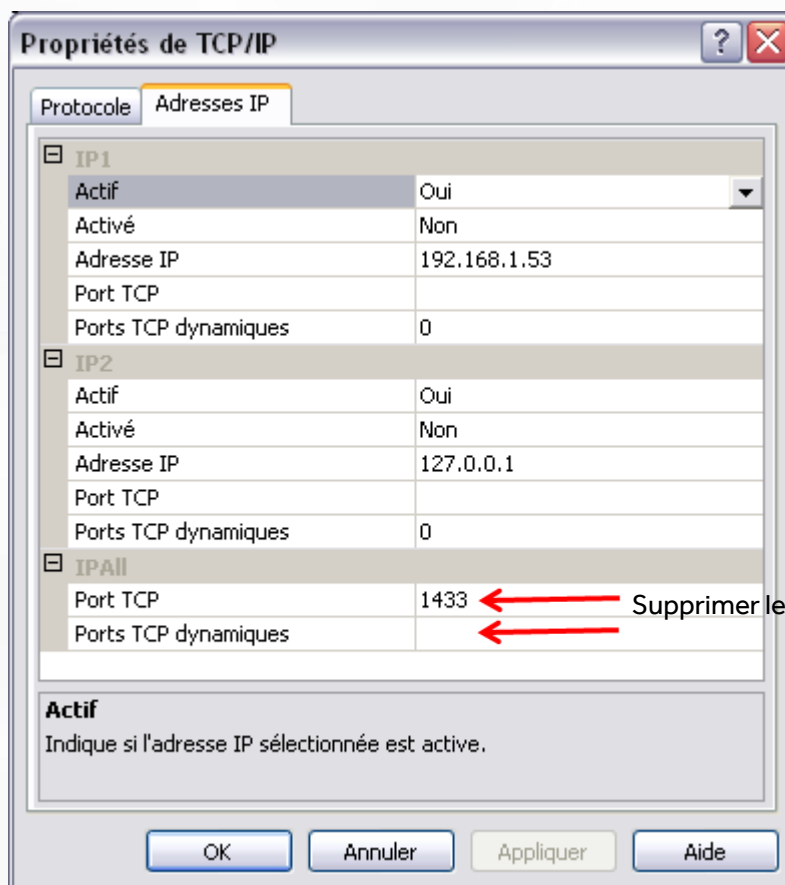 Propriétés de TCP/IP
Protocole Adresses IP
IP1
Actif Oui
Activé Non
Adresse IP 192.168.1.53
Port TCP
Ports TCP dynamiques 0
IP2
Actif Oui
Activé Non
Adresse IP 127.0.0.1
Port TCP
Ports TCP dynamiques 0
IPAll
Port TCP 1433
Supprimer le
Ports TCP dynamiques
Actif
Indique si l'adresse IP sélectionnée est active.
OK Annuler Appliquer Aide